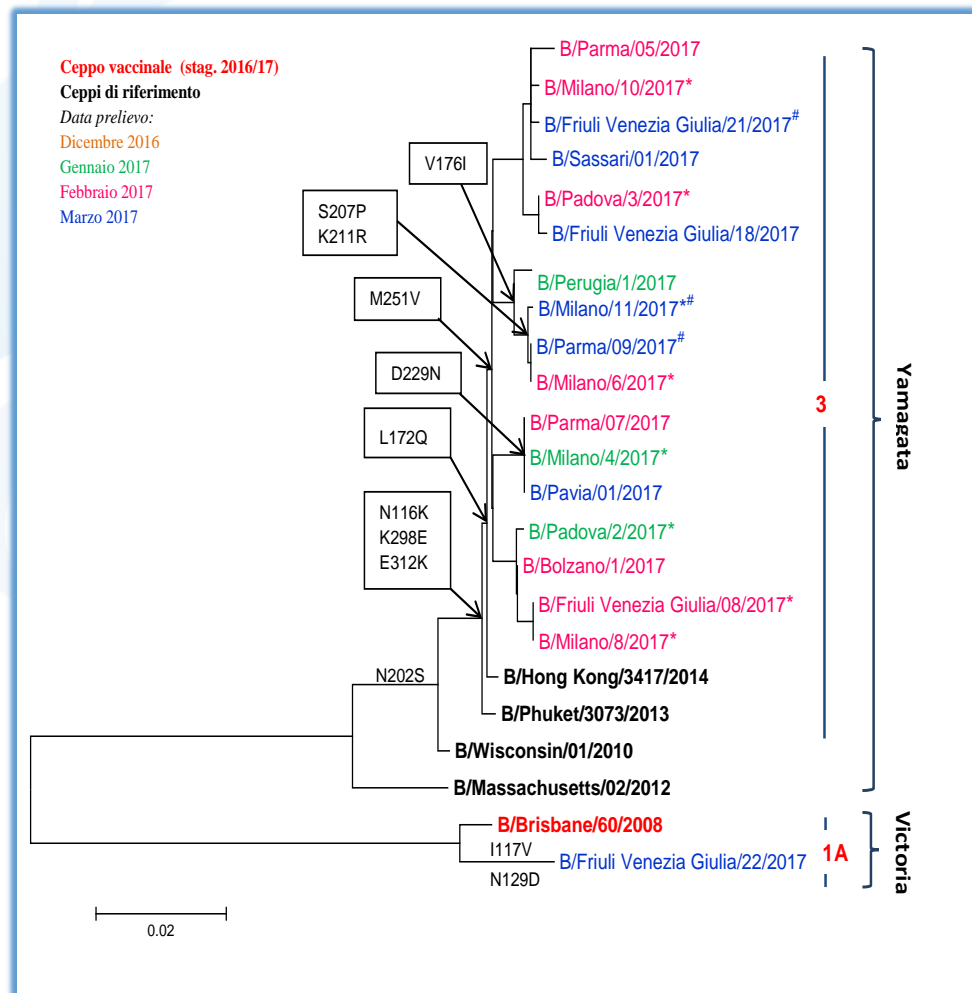 Ceppo vaccinale (stag. 2016/17)
Ceppi di riferimento
Data prelievo:
Dicembre 2016
Gennaio 2017
Febbraio 2017
Marzo 2017
V176I
S207P
K211R
M251V
D229N
L172Q
N116K
K298E
E312K
N202S
B/Parma/05/2017
B/Milano/10/2017*
B/Friuli Venezia Giulia/21/2017#
B/Sassari/01/2017
B/Padova/3/2017*
B/Friuli Venezia Giulia/18/2017
B/Perugia/1/2017
B/Milano/11/2017*#
B/Parma/09/2017#
B/Milano/6/2017*
B/Parma/07/2017
B/Milano/4/2017*
B/Pavia/01/2017
B/Padova/2/2017*
B/Bolzano/1/2017
B/Friuli Venezia Giulia/08/2017*
B/Milano/8/2017*
B/Hong Kong/3417/2014
B/Phuket/3073/2013
B/Wisconsin/01/2010
B/Massachusetts/02/2012
3
Yamagata
B/Brisbane/60/2008
I117V
B/Friuli Venezia Giulia/22/2017
N129D
1A
Victoria
0.02